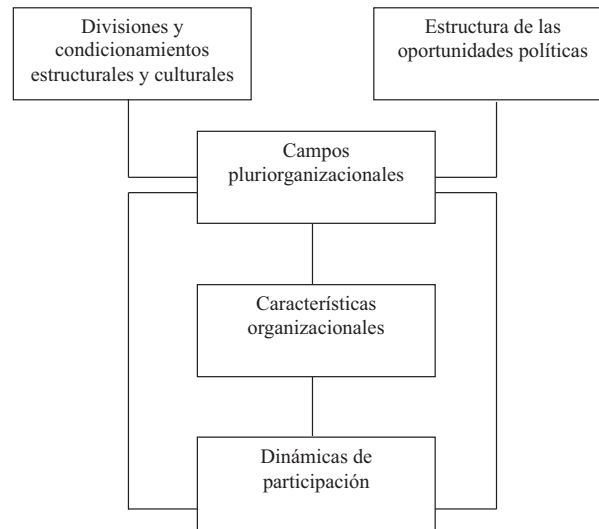 Divisiones y
condicionamientos
estructurales y culturales
Estructura de las
oportunidades políticas
Campos
pluriorganizacionales
Características
organizacionales
Dinámicas de
participación